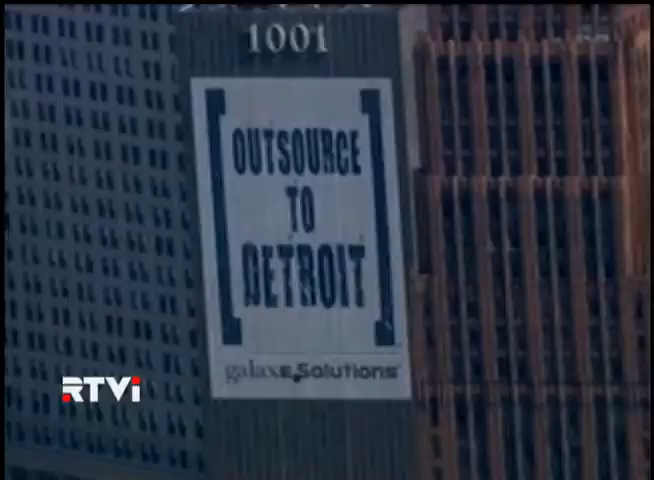 1001
OUTSOURCE
TO
DETROIT
galaxE.Solutions
RTVi